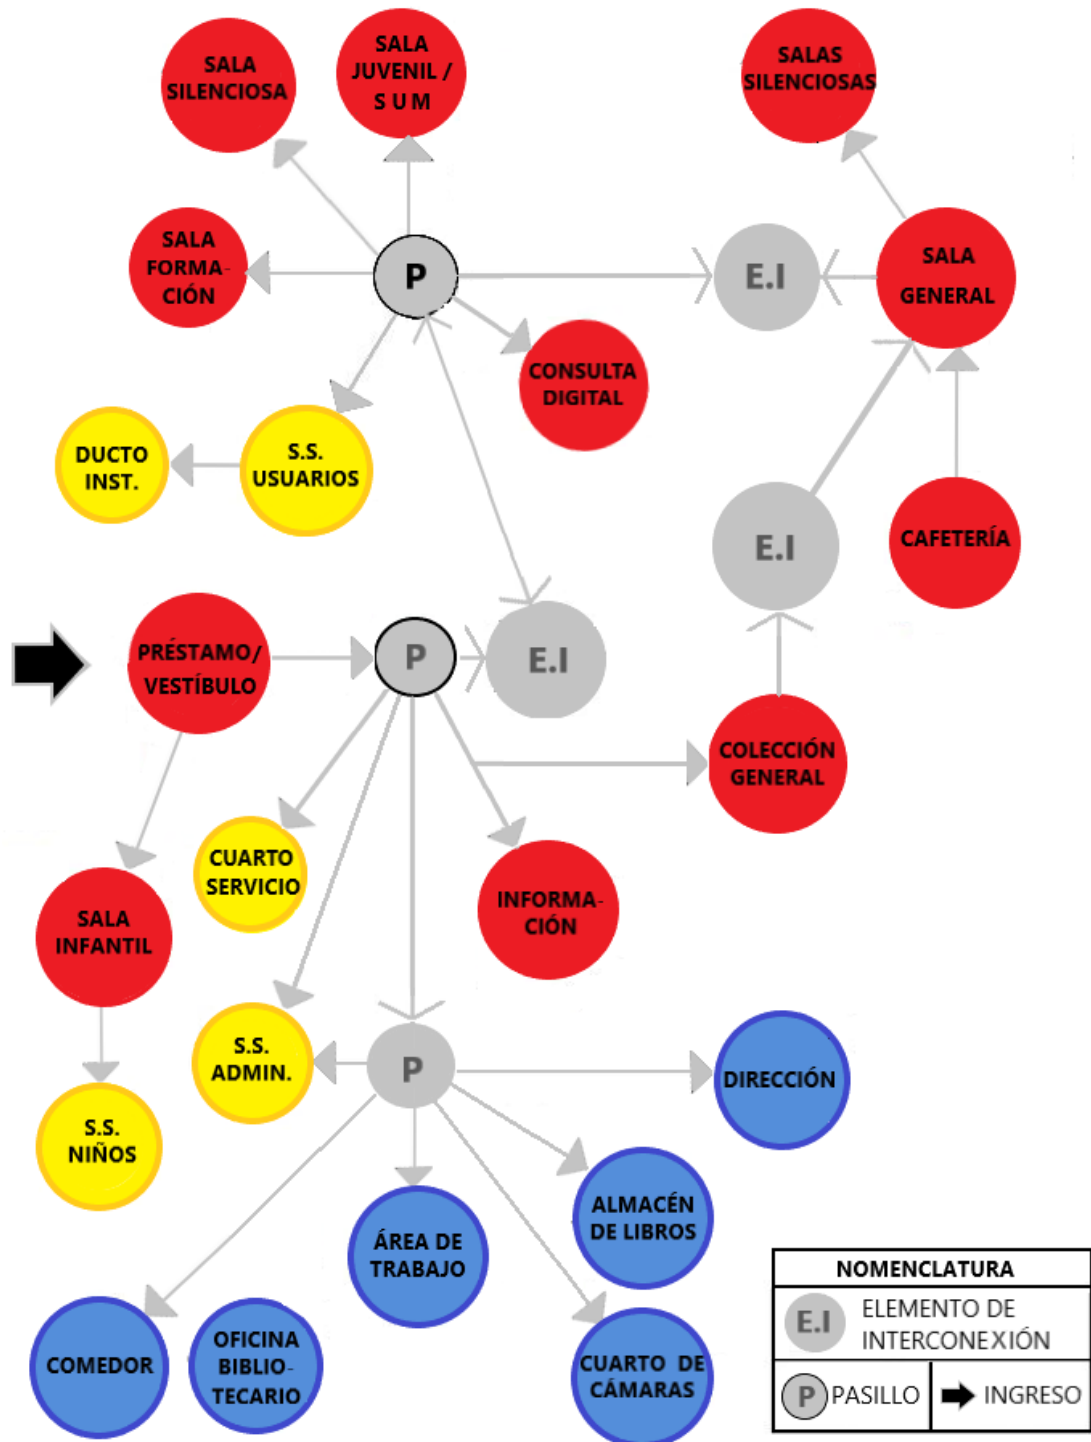 SALA
SILENCIOSA
SALA
JUVENIL /
S U M
SALAS
SILENCIOSAS
SALA
FORMA-
CIÓN
P
E.I
SALA
GENERAL
CONSULTA
DIGITAL
DUCTO
INST.
S.S.
USUARIOS
E.I
CAFETERÍA
PRÉSTAMO/
VESTÍBULO
P
E.I
COLECCIÓN
GENERAL
CUARTO
SERVICIO
INFORMA-
CIÓN
SALA
INFANTIL
S.S.
ADMIN.
P
DIRECCIÓN
S.S.
NIÑOS
ÁREA DE
TRABAJO
ALMACÉN
DE LIBROS
COMEDOR
OFICINA
BIBLIO-
TECARIO
CUARTO DE
CÁMARAS
NOMENCLATURA
E.I
ELEMENTO DE
INTERCONEXIÓN
P PASILLO
INGRESO